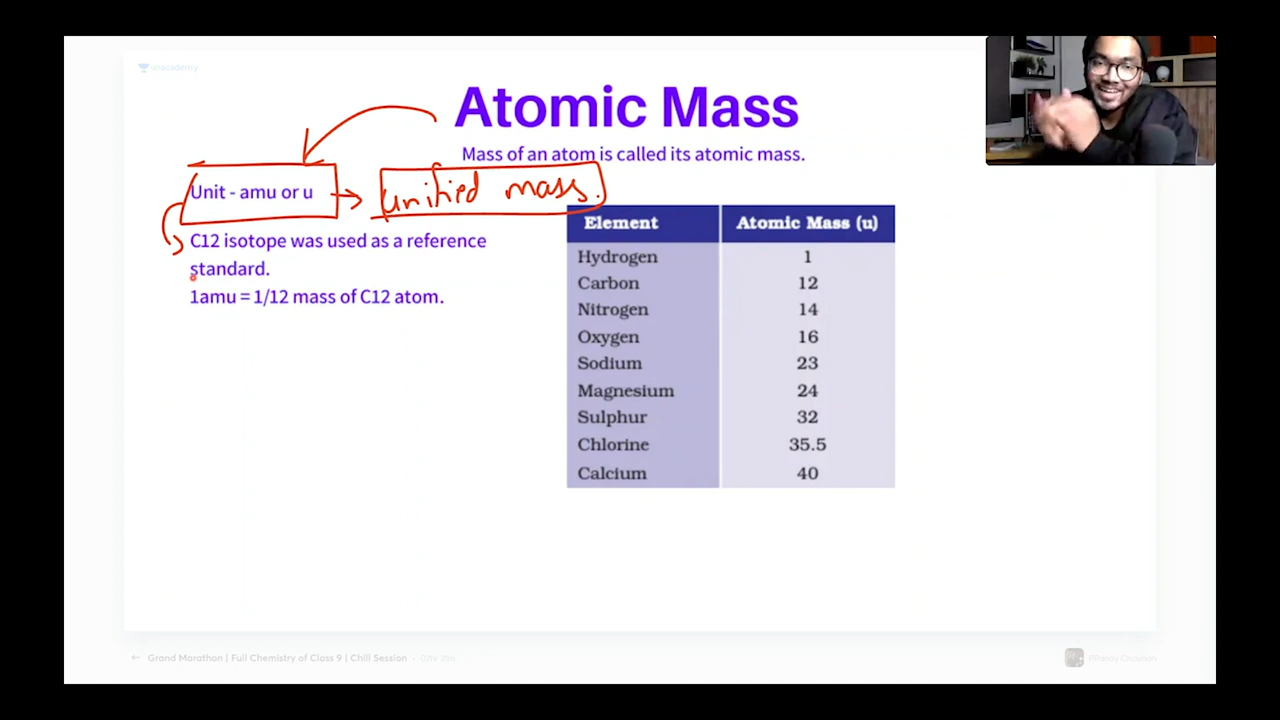 unacademy
Atomic Mass
Mass of an atom is called its atomic mass.
Unit - amu or u
unified mass.
C12 isotope was used as a reference
standard.
1amu = 1/12 mass of C12 atom.
Element Atomic Mass (u)
Hydrogen 1
Carbon 12
Nitrogen 14
Oxygen 16
Sodium 23
Magnesium 24
Sulphur 32
Chlorine 35.5
Calcium 40
Grand Marathon | Full Chemistry of Class 9 | Chill Session